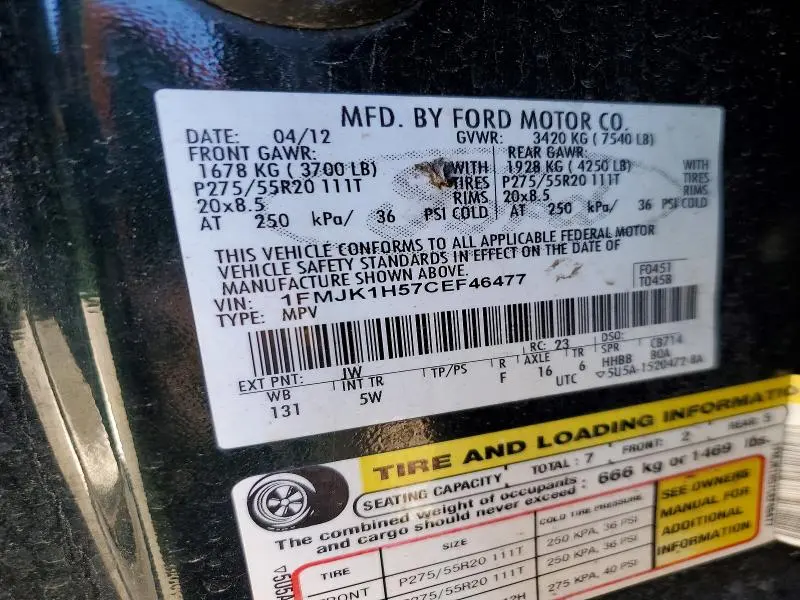 MFD. BY FORD MOTOR CO.
DATE: 04/12 GVWR: 3420 KG ( 7540 LB)
FRONT GAWR: REAR GAWR:
1678 KG ( 3700 LB) WITH 1928 KG ( 4250 LB) WITH
P275/55R20 111T TIRES P275/55R20 111T TIRES
20x8.5 RIMS 20x8.5 RIMS
AT 250 kPa/ 36 PSI COLD AT 250 kPa/ 36 PSI COLD
THIS VEHICLE CONFORMS TO ALL APPLICABLE FEDERAL MOTOR
VEHICLE SAFETY STANDARDS IN EFFECT ON THE DATE OF
MANUFACTURE SHOWN ABOVE.
VIN: 1FMJK1H57CEF46477 F0451
TYPE: MPV T0458
EXT PNT: JW RC: 23 DSO:
WB INT TR TP/PS R AXLE TR SPR CB714
131 5W F 16 6 HHBB BOA
UTC ▽5U5A-1520472-BA
TIRE AND LOADING INFORMATIO
SEATING CAPACITY TOTAL: 7 FRONT: 2 REAR: 5
The combined weight of occupants : 666 kg or 1469 lbs.
and cargo should never exceed
TIRE SIZE COLD TIRE PRESSURE SEE OWNERS
FRONT P275/55R20 111T 250 KPA, 36 PSI MANUAL FOR
P275/55R20 111T 250 KPA, 36 PSI ADDITIONAL
275 KPA, 40 PSI INFORMATION
▽5U5A